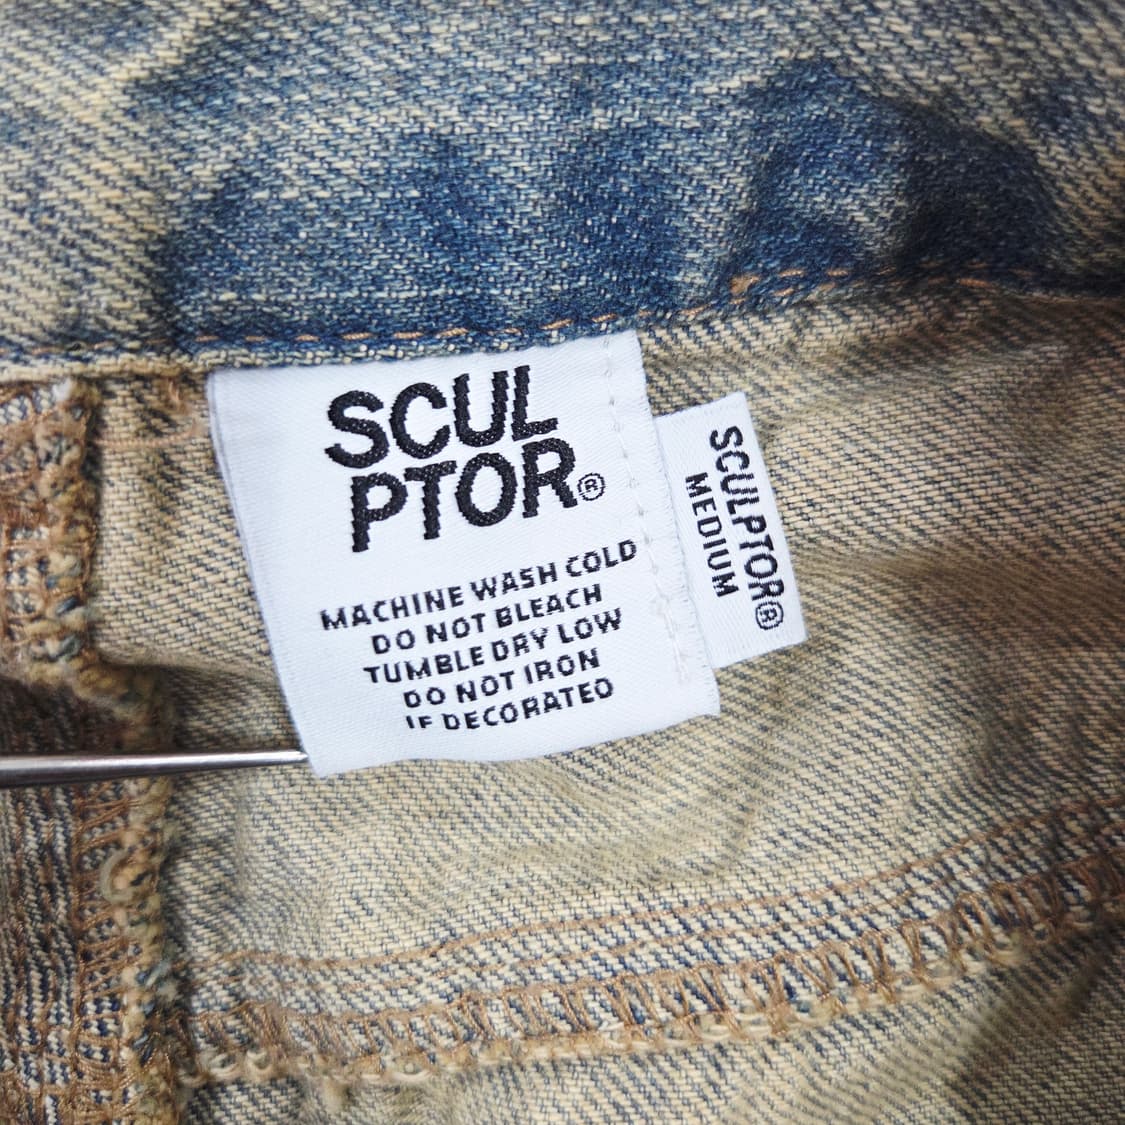 SCUL
PTOR®
MACHINE WASH COLD
DO NOT BLEACH
TUMBLE DRY LOW
DO NOT IRON
IF DECORATED
SCULPTOR®
MEDIUM